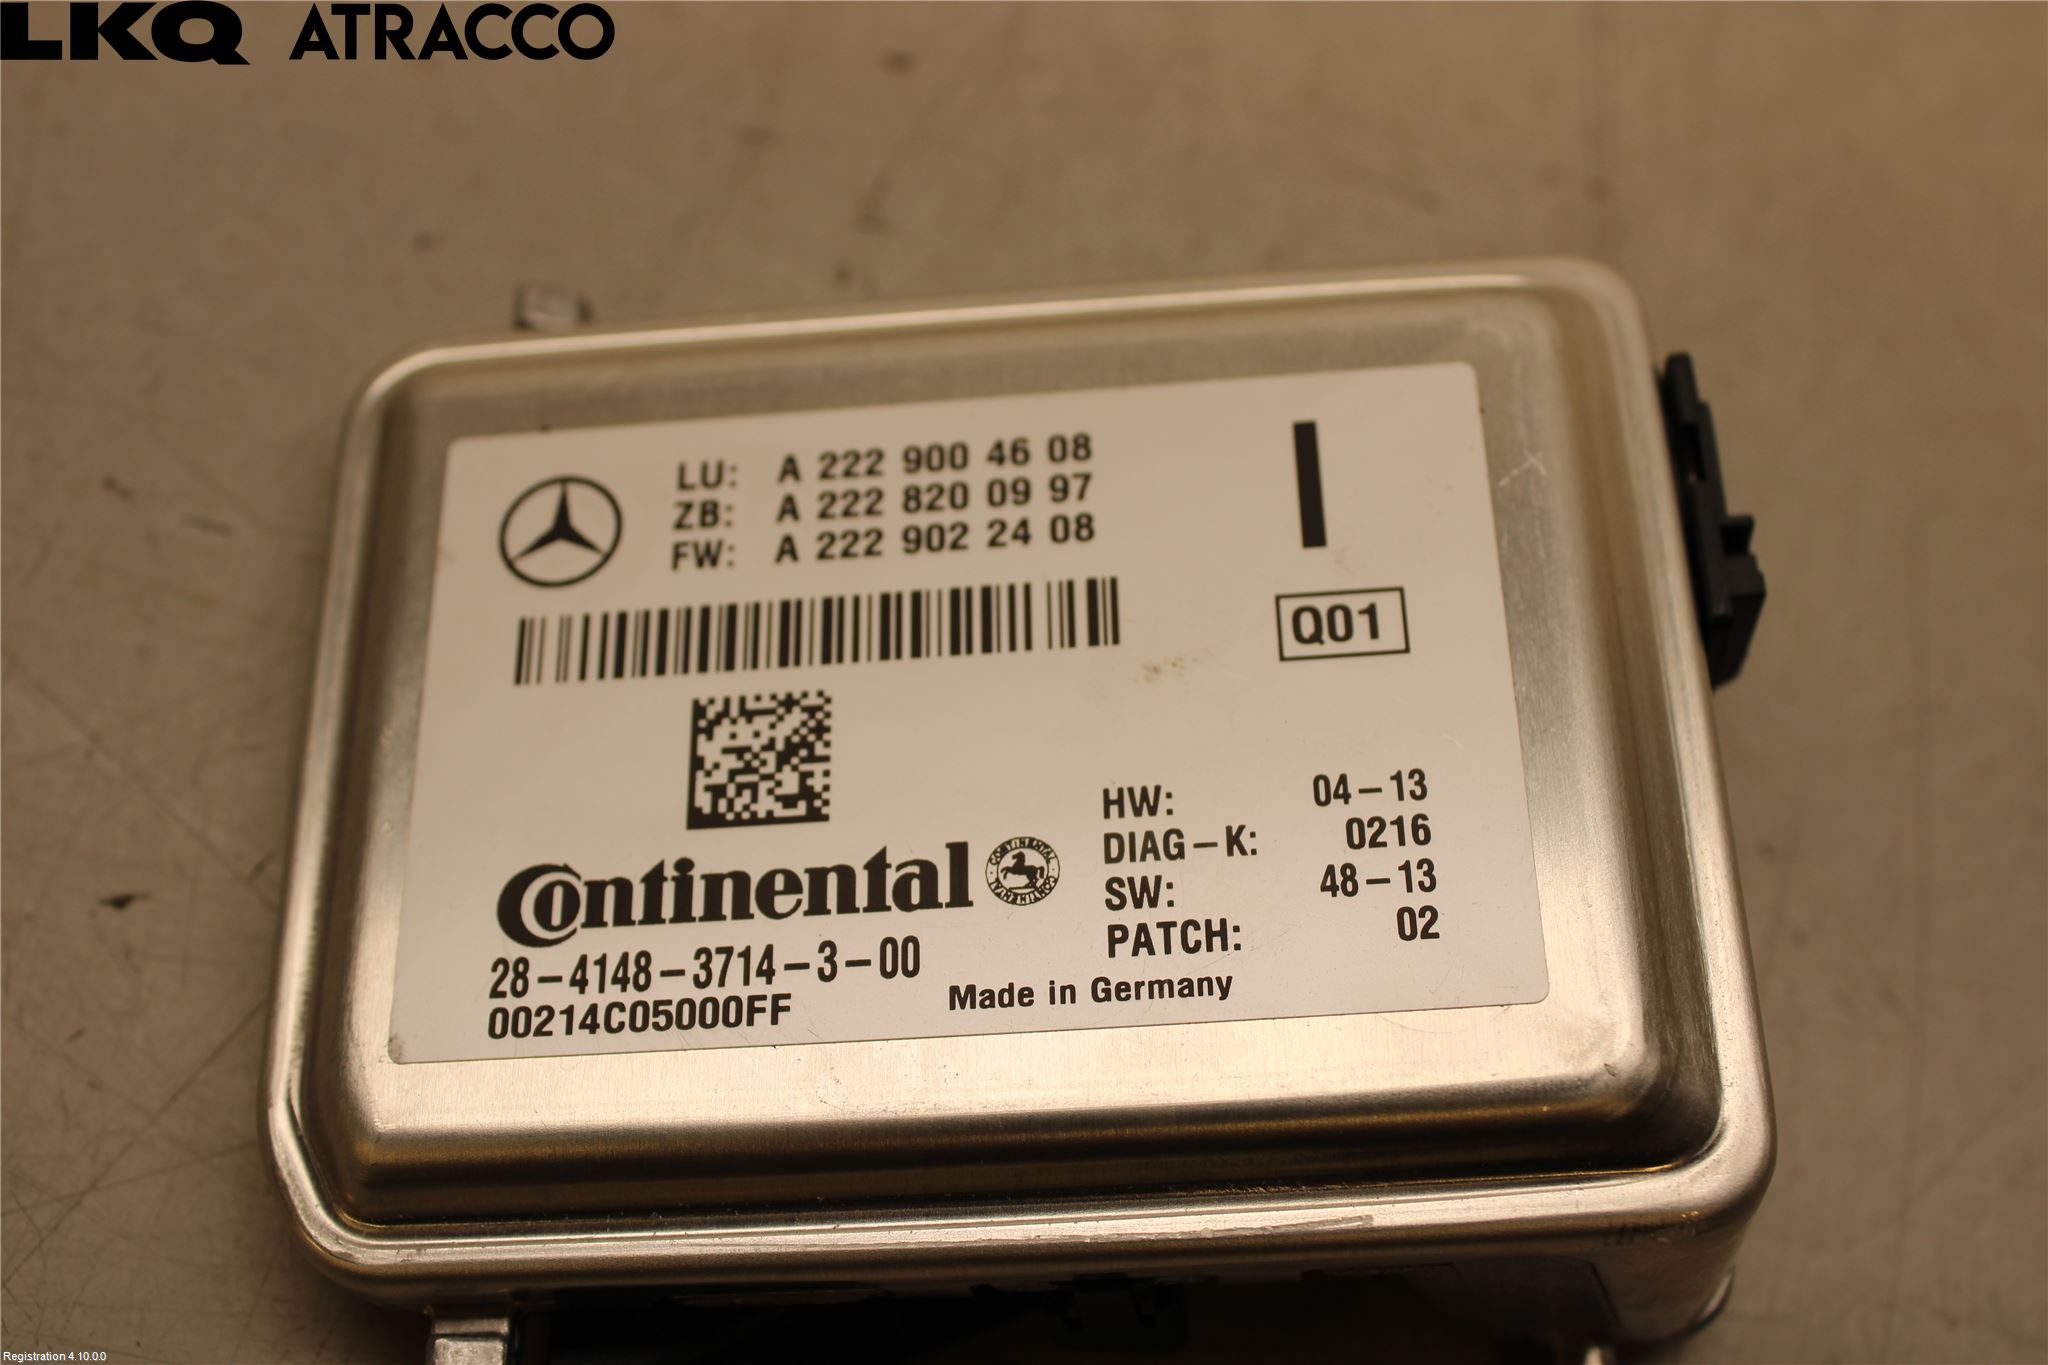 LKQ ATRACCO
LU: A 222 900 46 08
ZB: A 222 820 09 97
FW: A 222 902 24 08
Q01
HW: 04-13
DIAG-K: 0216
SW: 48-13
PATCH: 02
Continental
CONTINENTAL CONTINENTAL
28-4148-3714-3-00
00214C05000FF
Made in Germany
Registration 4.10.0.0